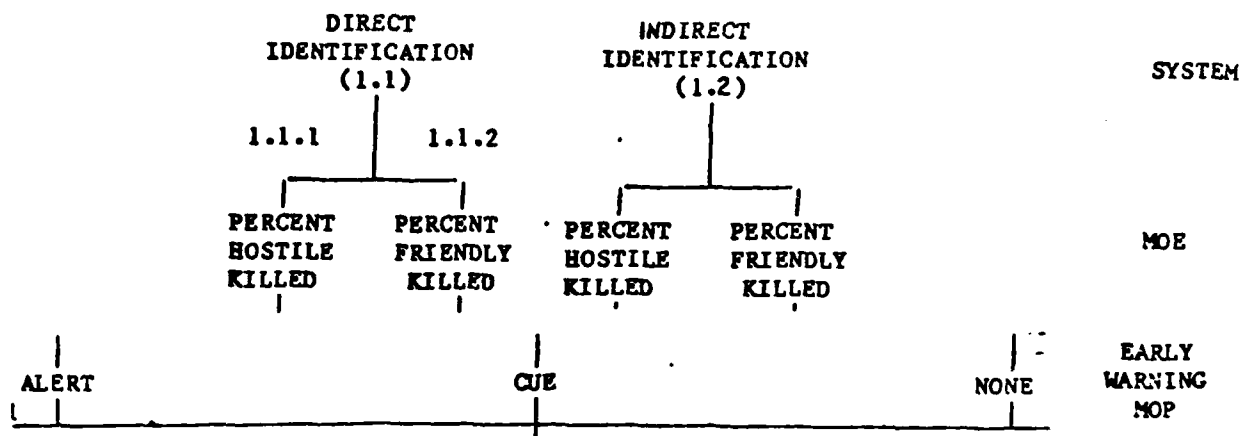 DIRECT
IDENTIFICATION
(1.1)
INDIRECT
IDENTIFICATION
(1.2)
SYSTEM
1.1.1 1.1.2
PERCENT
HOSTILE
KILLED
PERCENT
FRIENDLY
KILLED
PERCENT
HOSTILE
KILLED
PERCENT
FRIENDLY
KILLED
MOE
ALERT
CUE
NONE
EARLY
WARNING
MOP